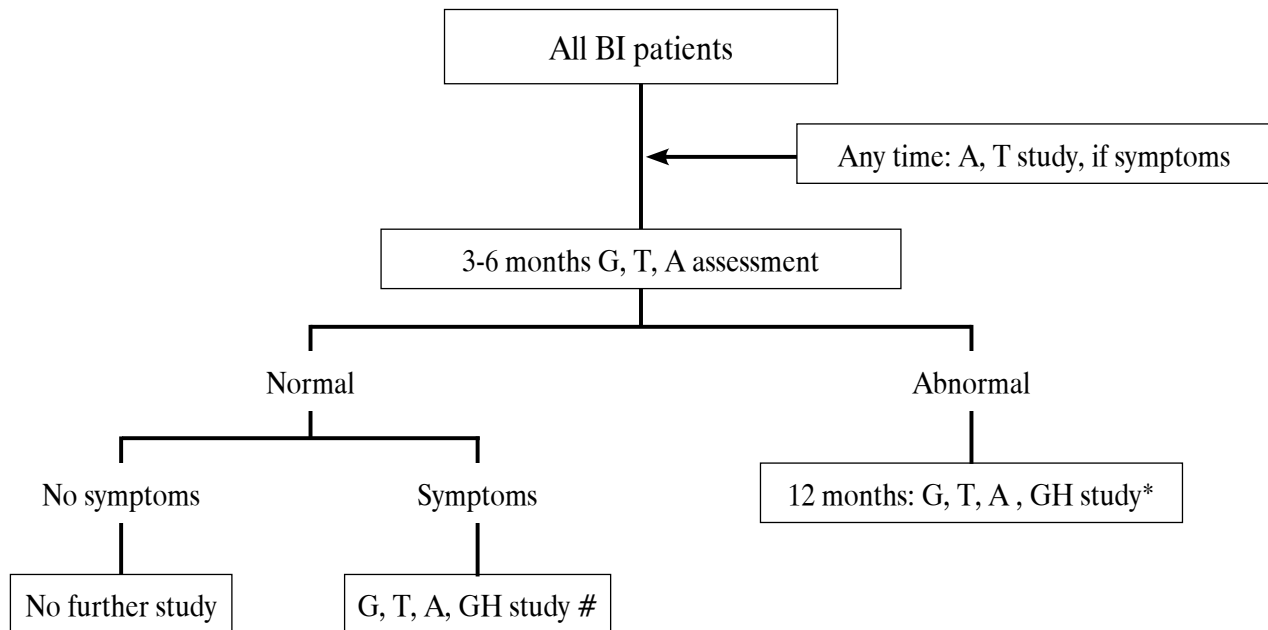 All BI patients
Any time: A, T study, if symptoms
3-6 months G, T, A assessment
Normal
Abnormal
No symptoms
Symptoms
12 months: G, T, A , GH study*
No further study
G, T, A, GH study #